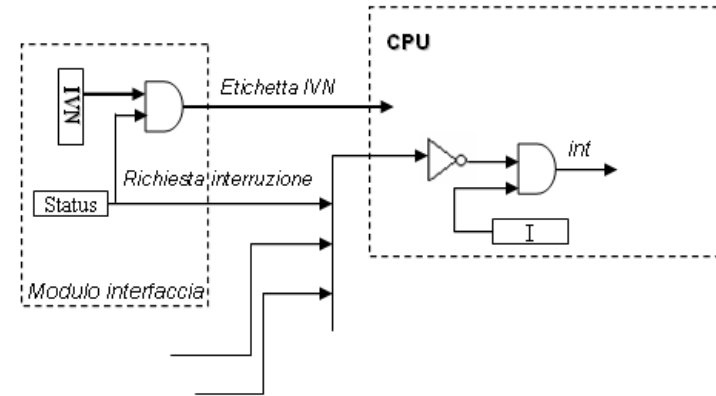 CPU
IVN
Etichetta IVN
int
Richiesta interruzione
Status
I
Modulo interfaccia